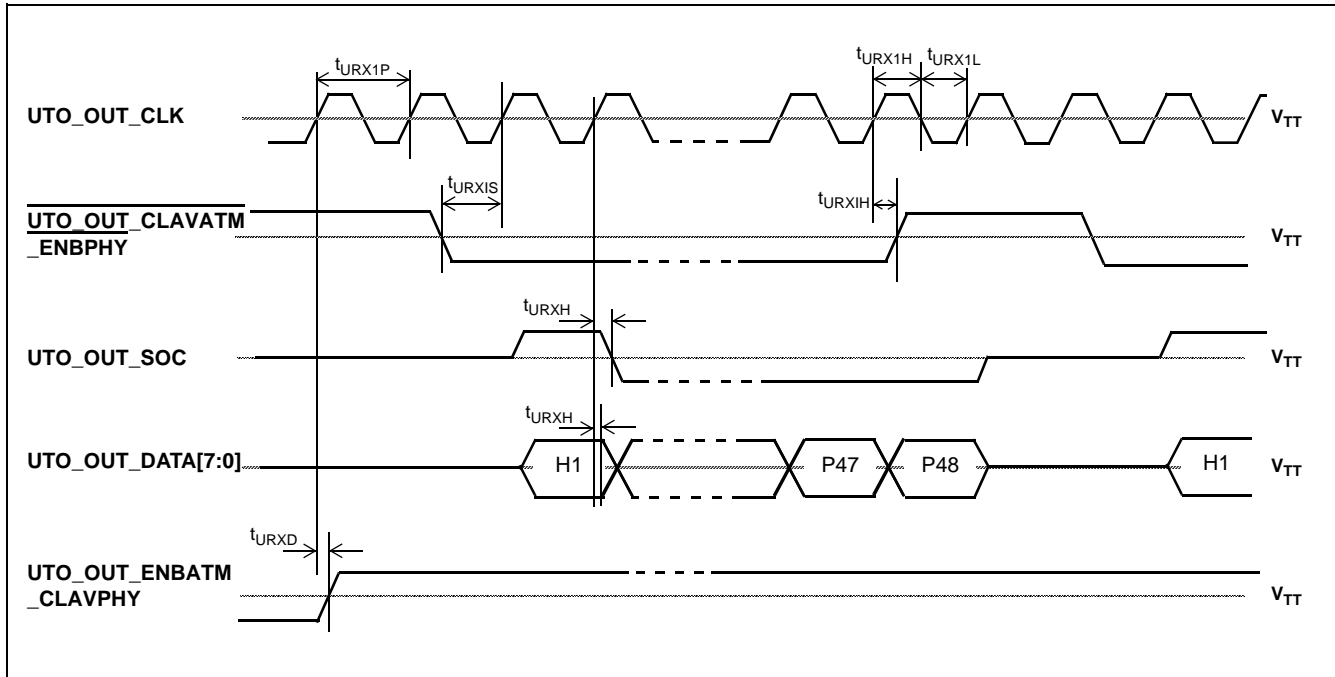 tURX1P
tURX1H tURX1L
UTO_OUT_CLK VTT
tURXIS
tURXIH
UTO_OUT_CLAVATM
_ENBPHY VTT
tURXH
UTO_OUT_SOC VTT
tURXH
UTO_OUT_DATA[7:0] H1 P47 P48 H1 VTT
tURXD
UTO_OUT_ENBATM
_CLAVPHY VTT